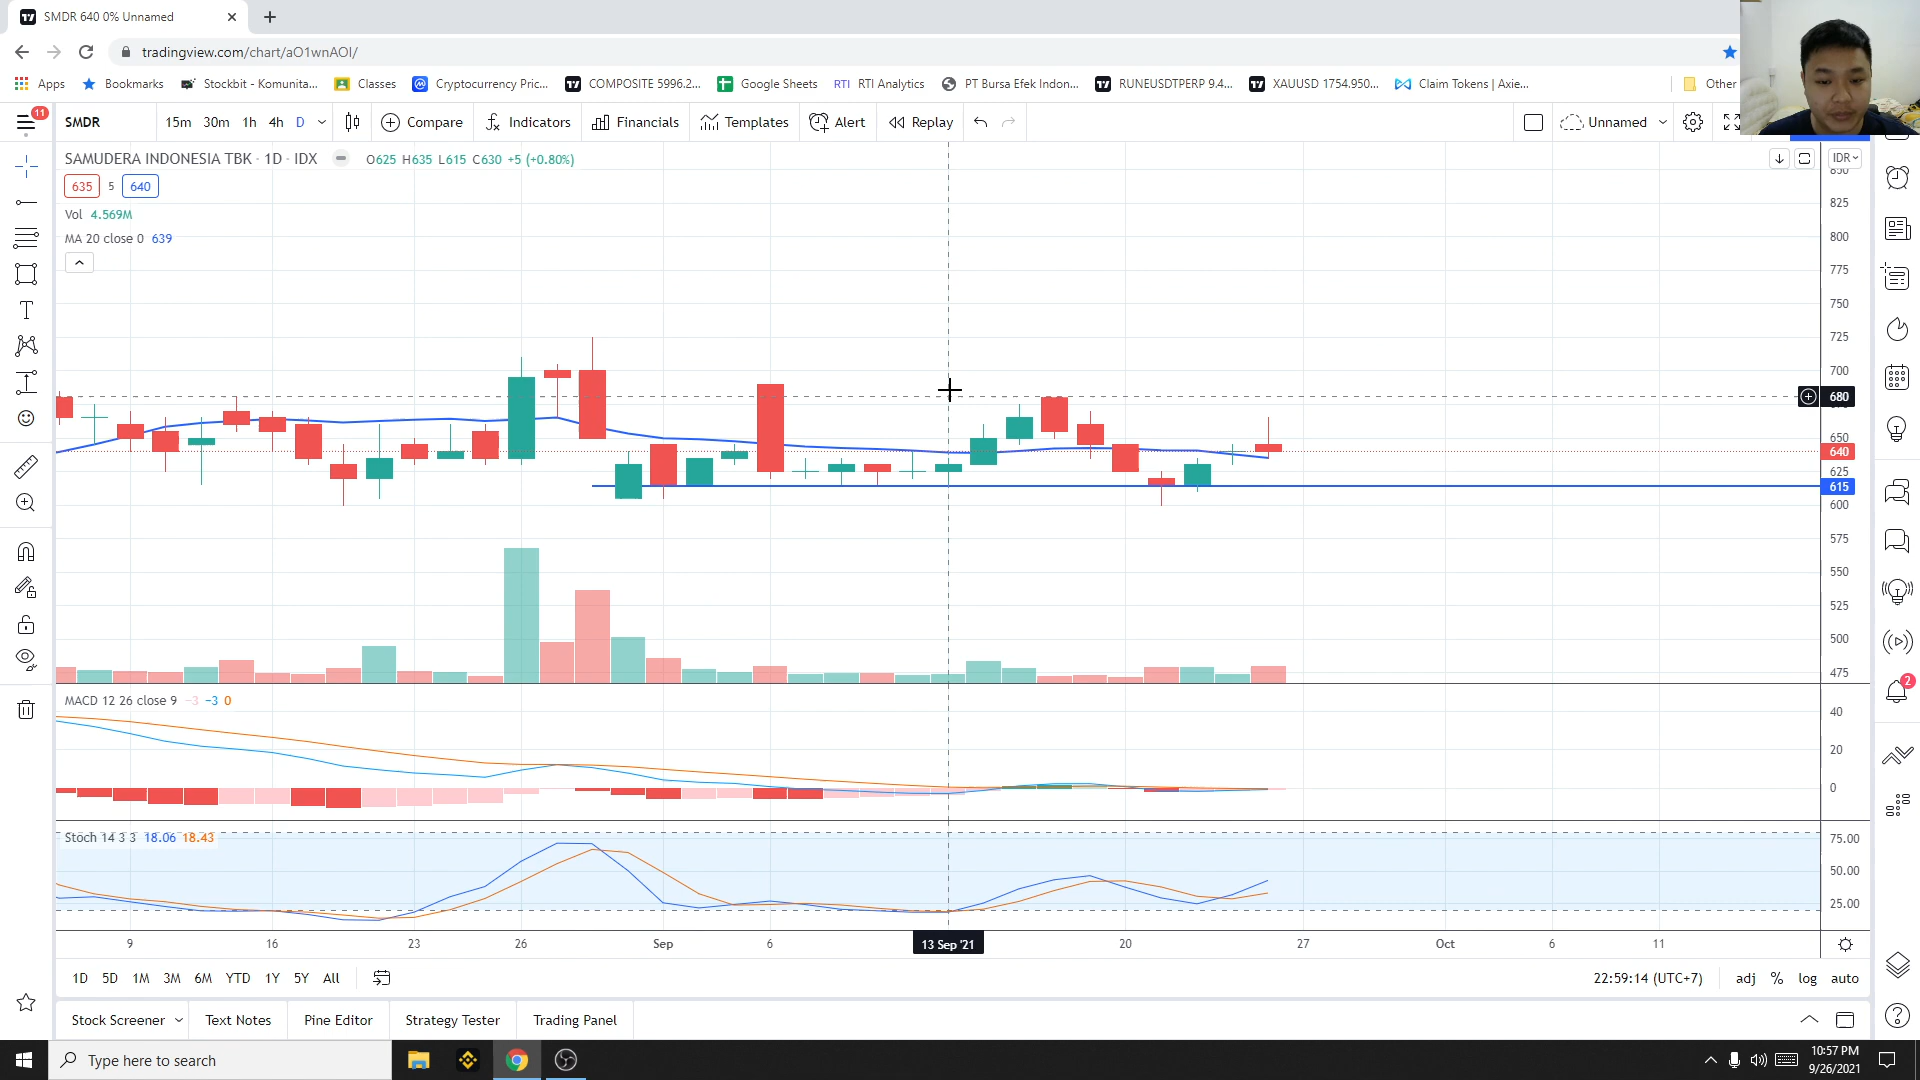 SMDR 640 0% Unnamed
tradingview.com/chart/aO1wnAOl/
Apps
Bookmarks
Stockbit - Komunita...
Classes
Cryptocurrency Pric...
COMPOSITE 5996.2...
Google Sheets
RTI RTI Analytics
PT Bursa Efek Indon...
RUNEUSDTPERP 9.4...
XAUUSD 1754.950...
Claim Tokens | Axie...
Other
11
SMDR
15m 30m 1h 4h D
Compare
Indicators
Financials
Templates
Alert
Replay
Unnamed
SAMUDERA INDONESIA TBK · 1D · IDX
O625 H635 L615 C630 +5 (+0.80%)
IDR
635 5 640
Vol 4.569M
MA 20 close 0 639
850
825
800
775
750
725
700
680
650
640
625
615
600
575
550
525
500
475
2
MACD 12 26 close 9 −3 −3 0
40
20
0
Stoch 14 3 3 18.06 18.43
75.00
50.00
25.00
9 16 23 26 Sep 6 13 Sep '21 20 27 Oct 6 11
1D 5D 1M 3M 6M YTD 1Y 5Y All
22:59:14 (UTC+7) adj % log auto
Stock Screener Text Notes Pine Editor Strategy Tester Trading Panel
Type here to search
10:57 PM
9/26/2021